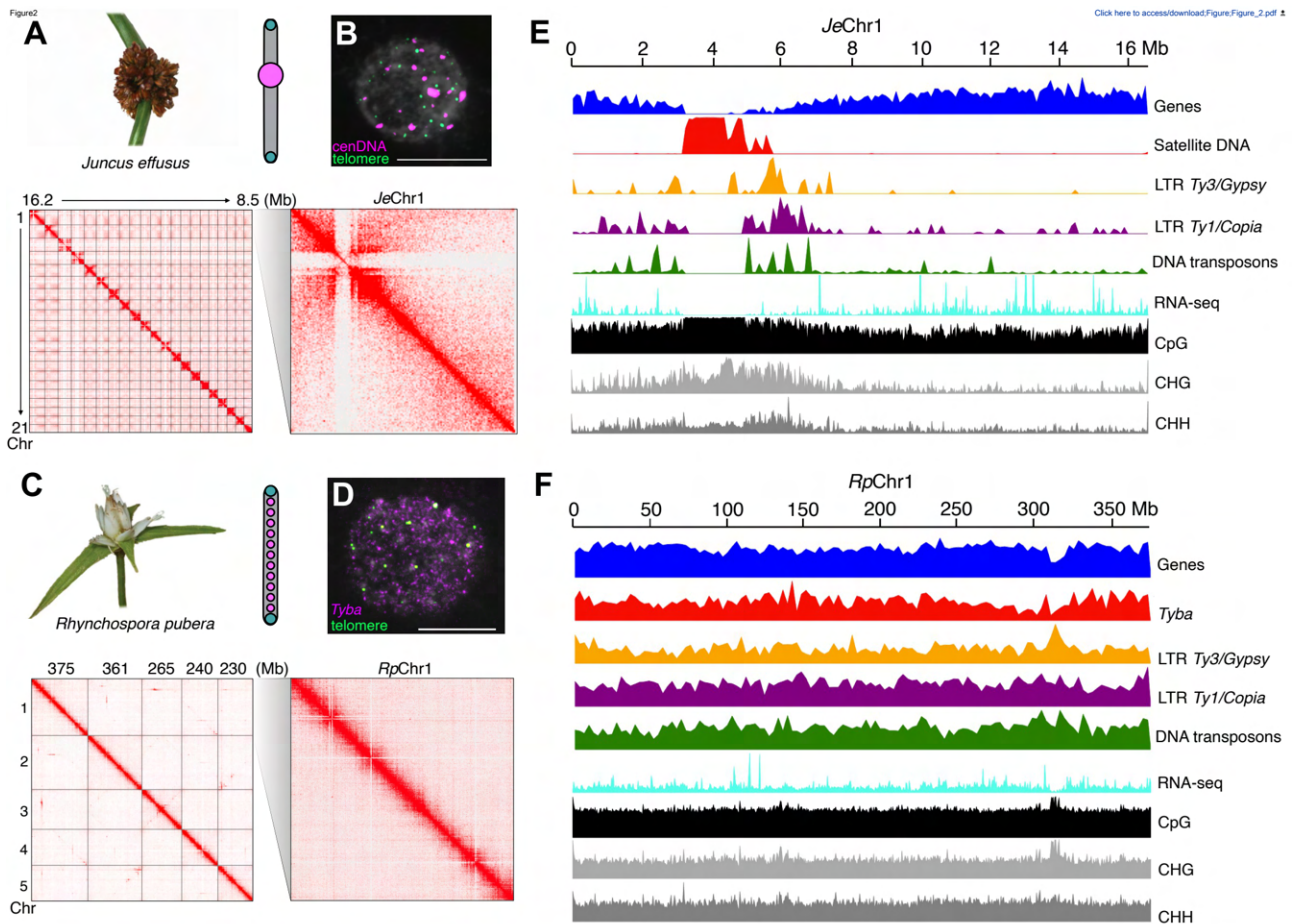 Figure2
Click here to access/download;Figure;Figure_2.pdf
A
Juncus effusus
B
cenDNA
telomere
16.2 8.5 (Mb)
JeChr1
1
21
Chr
E
JeChr1
0 2 4 6 8 10 12 14 16 Mb
Genes
Satellite DNA
LTR Ty3/Gypsy
LTR Ty1/Copia
DNA transposons
RNA-seq
CpG
CHG
CHH
C
Rhynchospora pubera
D
Tyba
telomere
375 361 265 240 230 (Mb)
RpChr1
1
2
3
4
5
Chr
F
RpChr1
0 50 100 150 200 250 300 350 Mb
Genes
Tyba
LTR Ty3/Gypsy
LTR Ty1/Copia
DNA transposons
RNA-seq
CpG
CHG
CHH